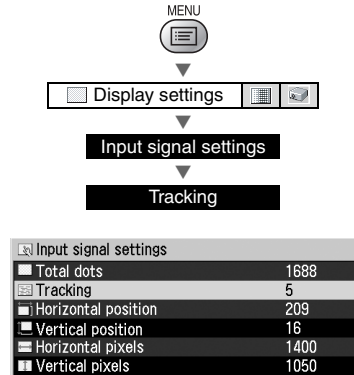 MENU
Display settings
Input signal settings
Tracking
Input signal settings
Total dots 1688
Tracking 5
Horizontal position 209
Vertical position 16
Horizontal pixels 1400
Vertical pixels 1050